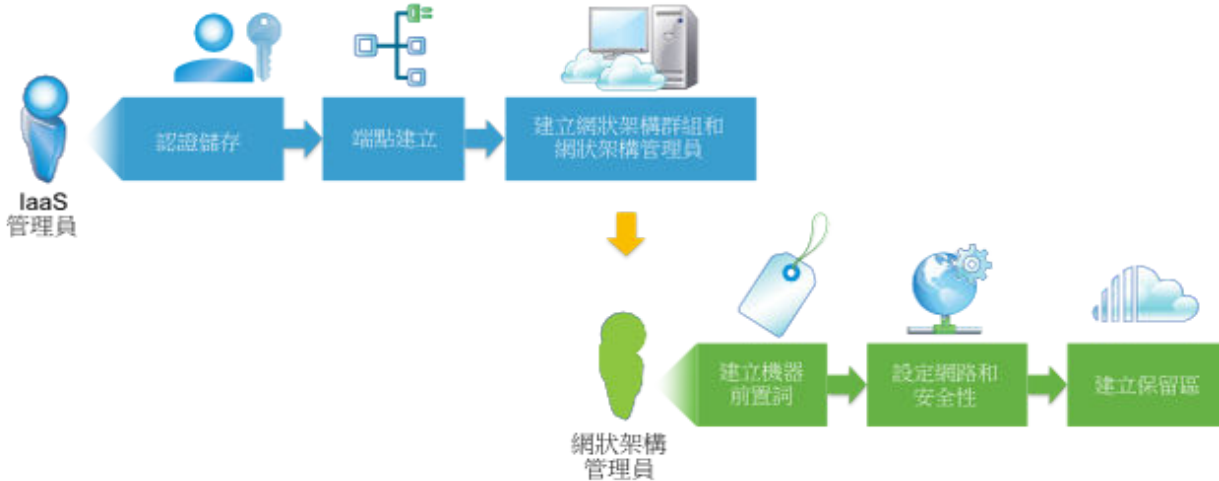 認證儲存
端點建立
建立網狀架構群組和
網狀架構管理員
IaaS
管理員
建立機器
前置詞
設定網路和
安全性
建立保留區
網狀架構
管理員